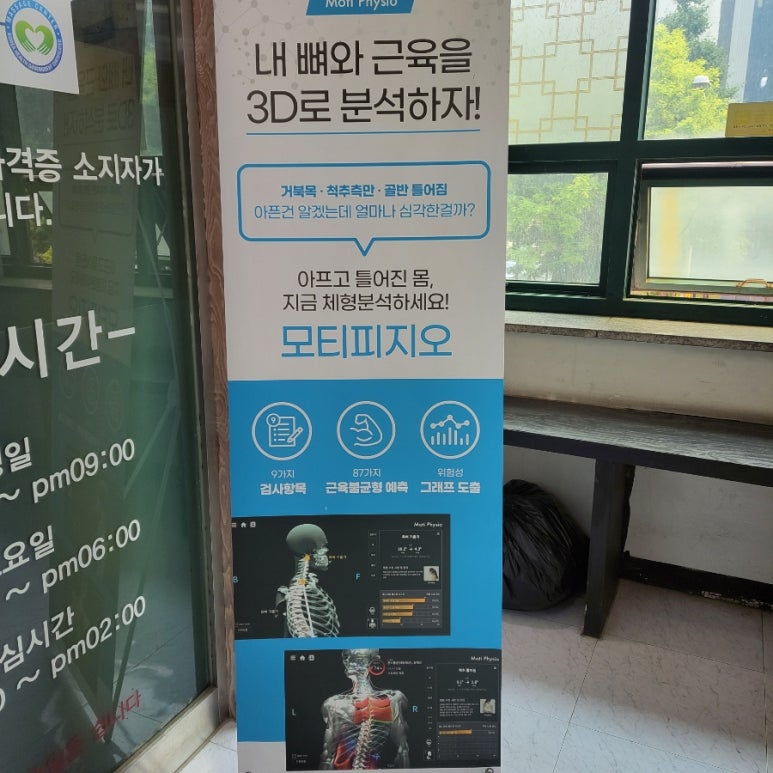 Moti Physio
내 뼈와 근육을
3D로 분석하자!
거북목 · 척추측만 · 골반 틀어짐
아픈건 알겠는데 얼마나 심각한걸까?
아프고 틀어진 몸,
지금 체형분석하세요!
모티피지오
9가지
검사항목
87가지
근육불균형 예측
위험성
그래프 도출
Moti Physio
B
F
Moti Physio
L
R
격증 소지자가
니다.
시간-
일
~ pm09:00
요일
~ pm06:00
심시간
~ pm02:00